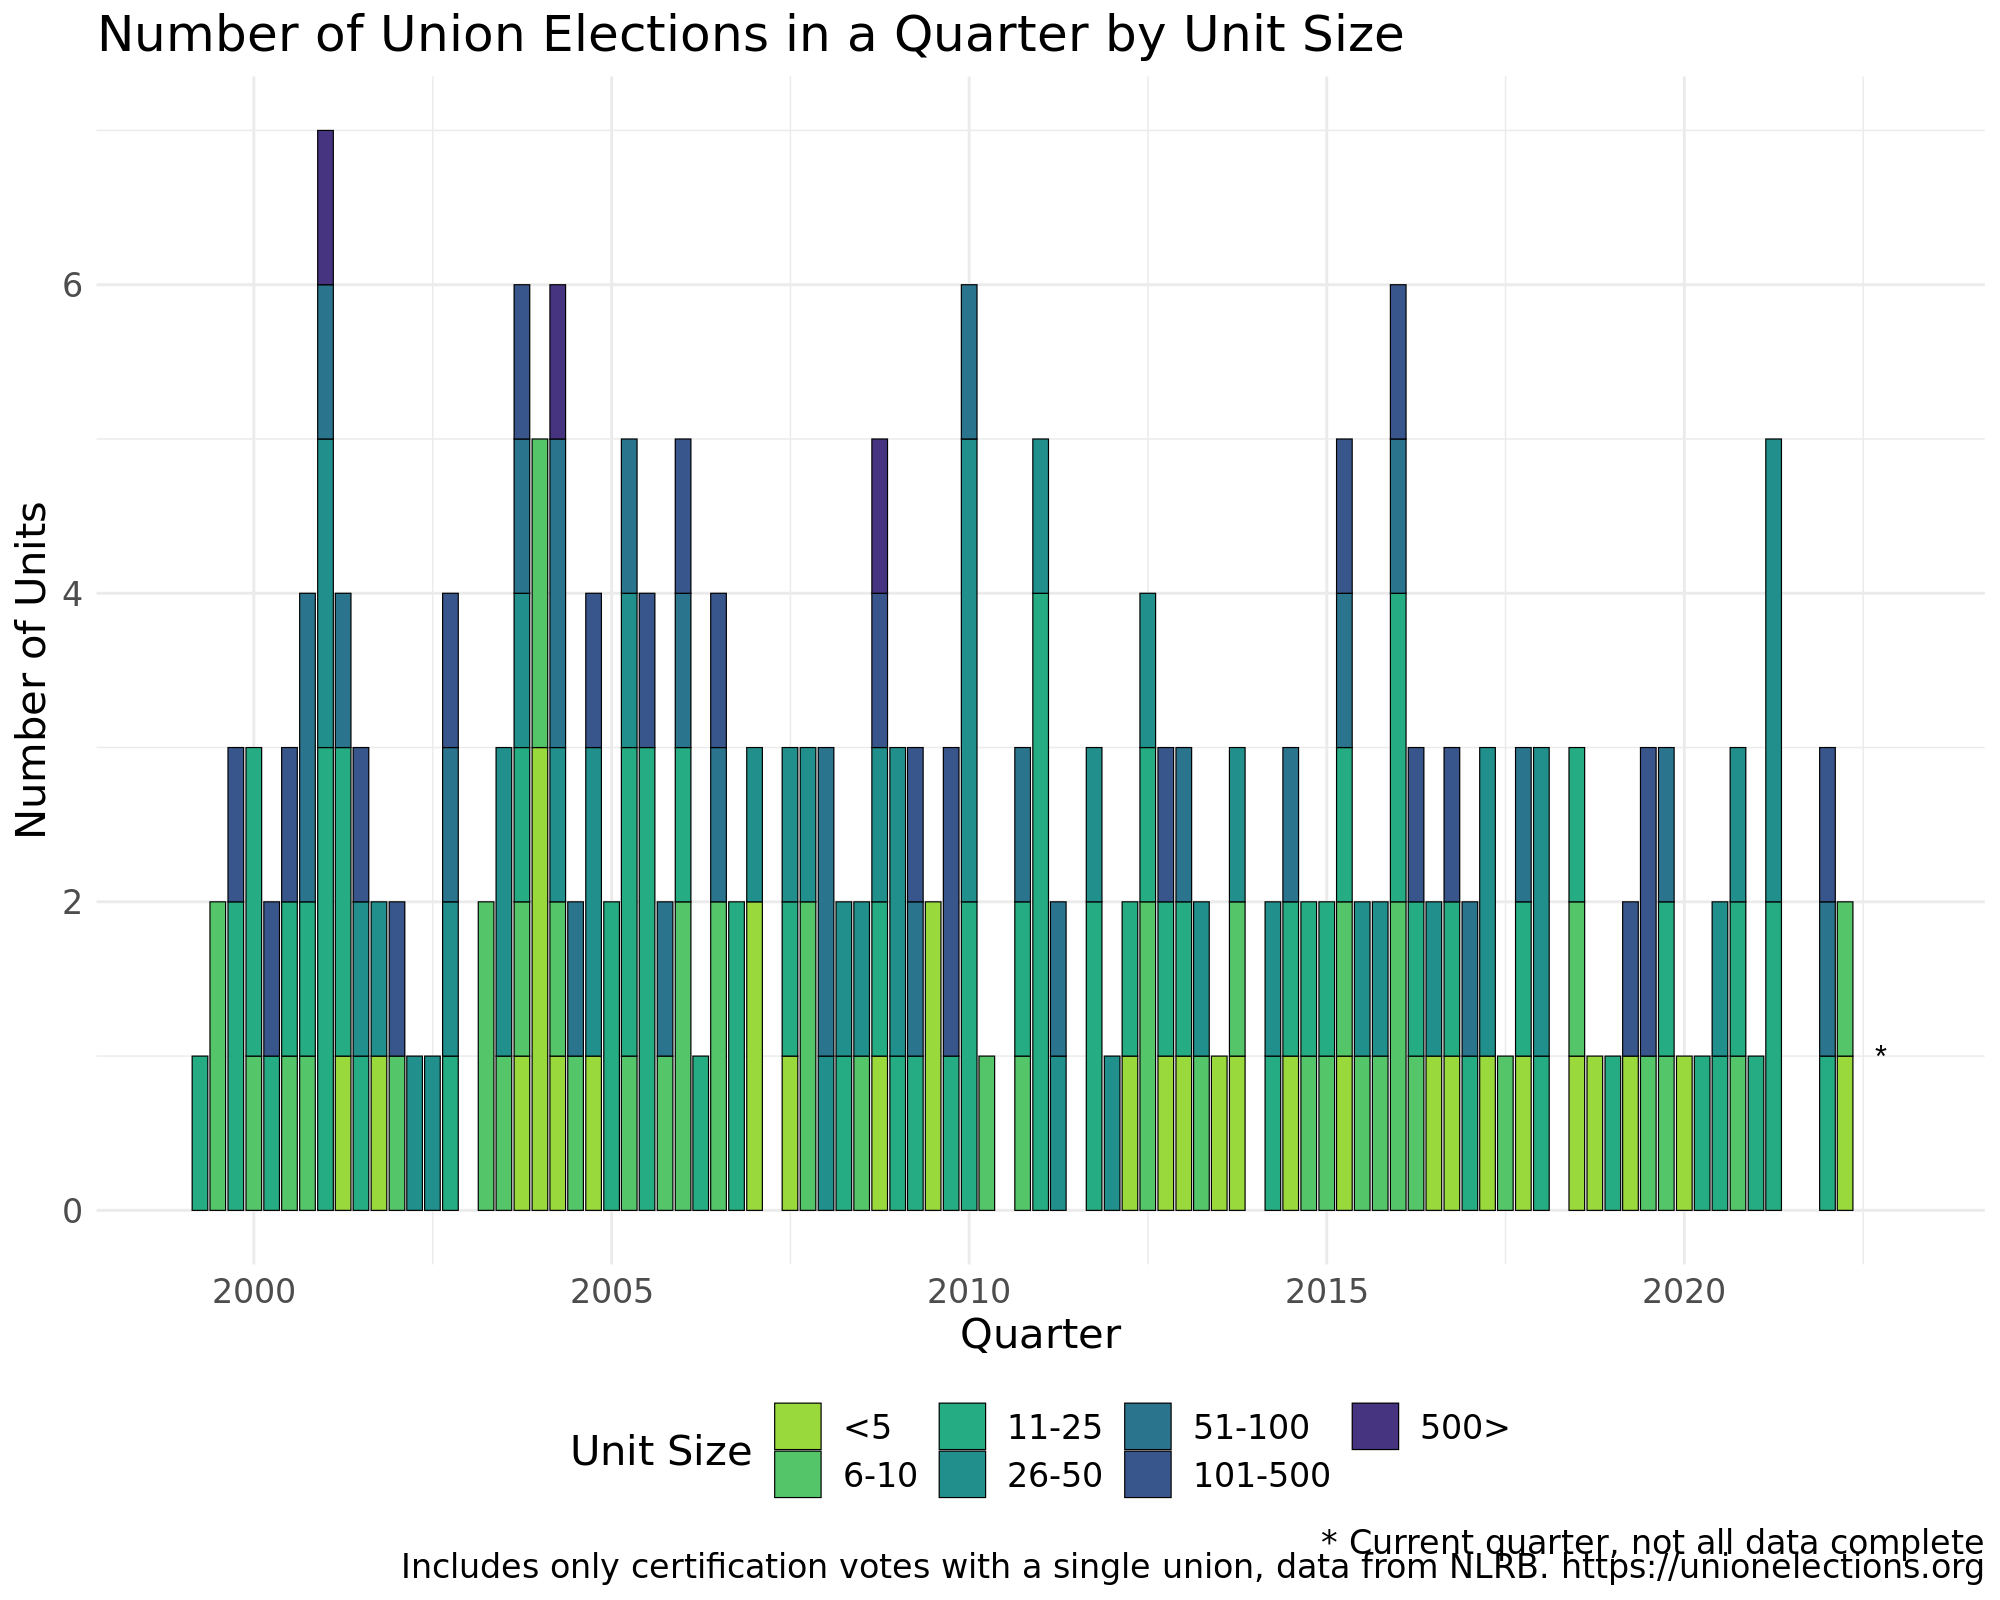 Number of Union Elections in a Quarter by Unit Size
Number of Units
6
4
2
0
*
2000 2005 2010 2015 2020
Quarter
Unit Size
<5 11-25 51-100 500>
6-10 26-50 101-500
* Current quarter, not all data complete
Includes only certification votes with a single union, data from NLRB. https://unionelections.org